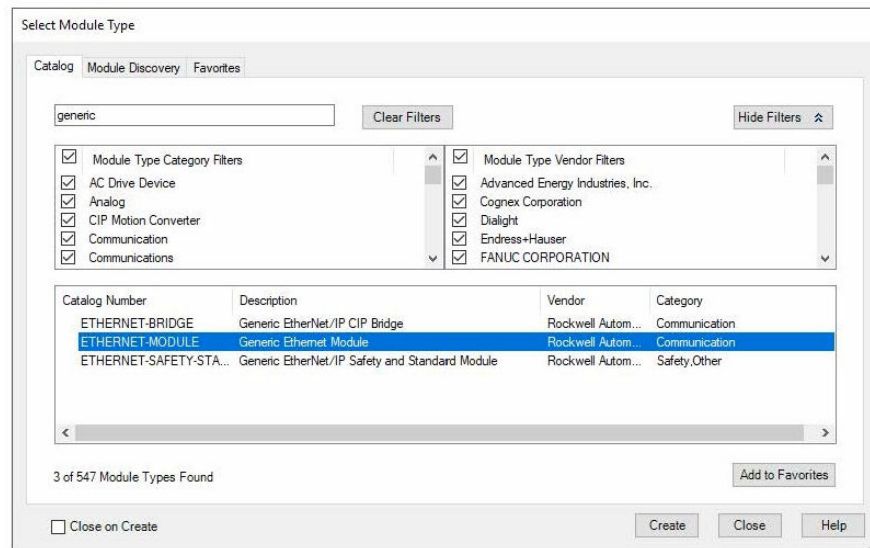 Select Module Type
Catalog Module Discovery Favorites
generic Clear Filters Hide Filters
Module Type Category Filters Module Type Vendor Filters
AC Drive Device Advanced Energy Industries, Inc.
Analog Cognex Corporation
CIP Motion Converter Dialight
Communication Endress+Hauser
Communications FANUC CORPORATION
Catalog Number Description Vendor Category
ETHERNET-BRIDGE Generic EtherNet/IP CIP Bridge Rockwell Autom... Communication
ETHERNET-MODULE Generic Ethernet Module Rockwell Autom... Communication
ETHERNET-SAFETY-STA... Generic EtherNet/IP Safety and Standard Module Rockwell Autom... Safety,Other
3 of 547 Module Types Found Add to Favorites
Close on Create Create Close Help